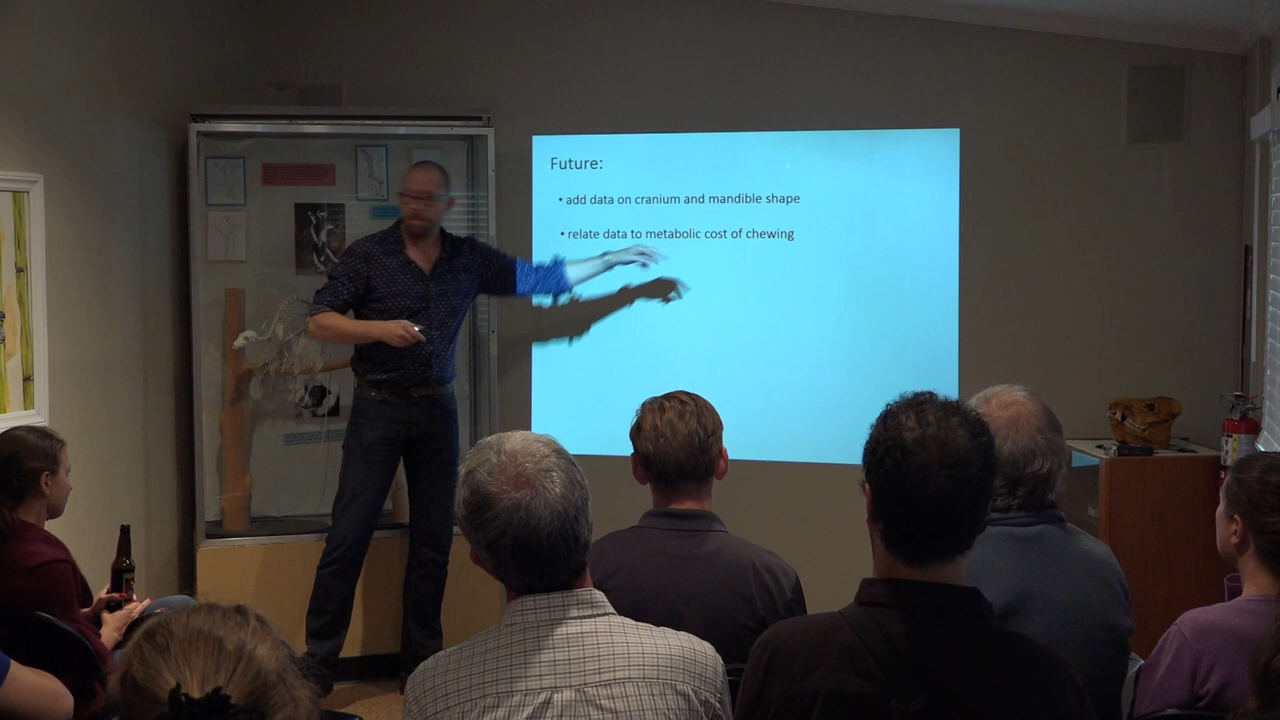 Future:
• add data on cranium and mandible shape
• relate data to metabolic cost of chewing